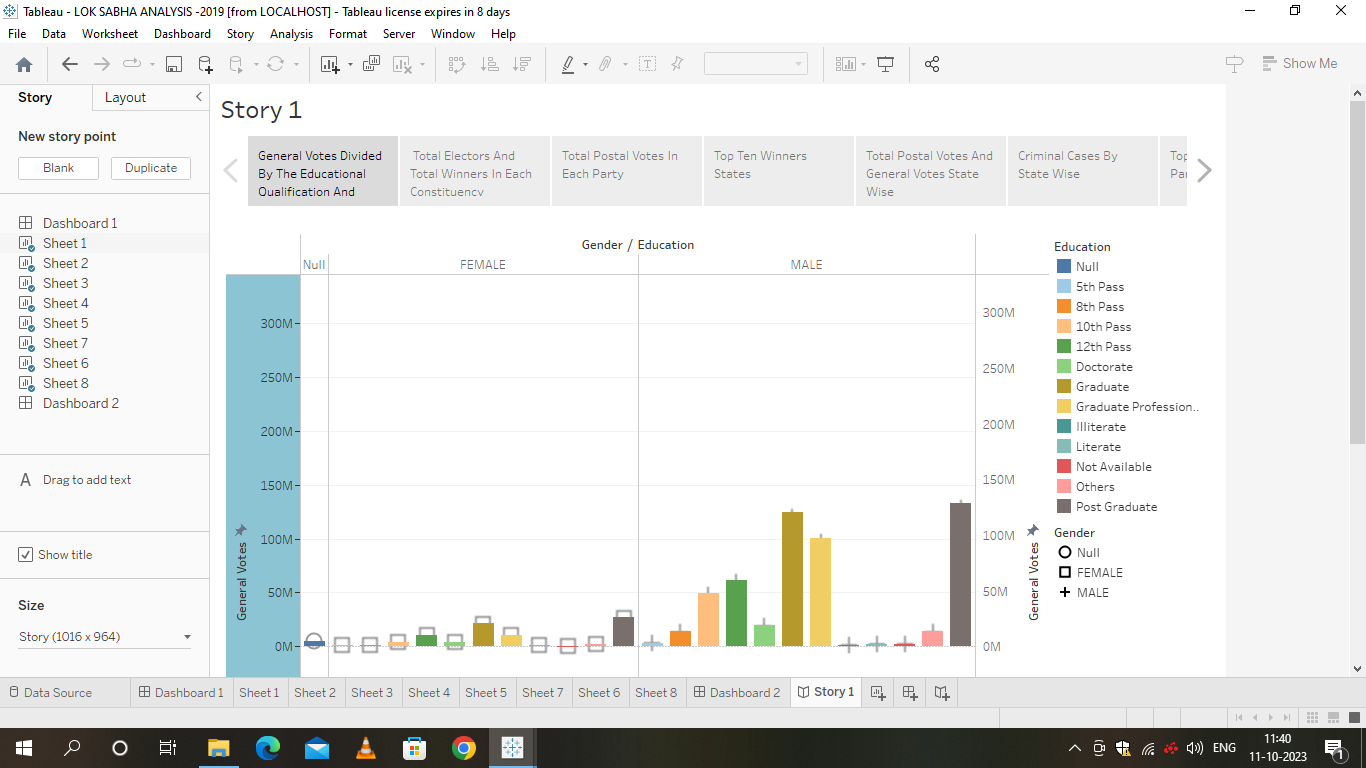 Tableau - LOK SABHA ANALYSIS -2019 [from LOCALHOST] - Tableau license expires in 8 days
File Data Worksheet Dashboard Story Analysis Format Server Window Help
Show Me
Story Layout
New story point
Blank Duplicate
Dashboard 1
Sheet 1
Sheet 2
Sheet 3
Sheet 4
Sheet 5
Sheet 7
Sheet 6
Sheet 8
Dashboard 2
A Drag to add text
Show title
Size
Story (1016 x 964)
Story 1
General Votes Divided
By The Educational
Qualification And
Total Electors And
Total Winners In Each
Constituency
Total Postal Votes In
Each Party
Top Ten Winners
States
Total Postal Votes And
General Votes State
Wise
Criminal Cases By
State Wise
Top
Par
Gender / Education
Null FEMALE MALE
300M
250M
200M
150M
100M
50M
0M
General Votes
300M
250M
200M
150M
100M
50M
0M
General Votes
Education
Null
5th Pass
8th Pass
10th Pass
12th Pass
Doctorate
Graduate
Graduate Profession..
Illiterate
Literate
Not Available
Others
Post Graduate
Gender
Null
FEMALE
MALE
Data Source Dashboard 1 Sheet 1 Sheet 2 Sheet 3 Sheet 4 Sheet 5 Sheet 7 Sheet 6 Sheet 8 Dashboard 2 Story 1
ENG
11:40
11-10-2023
1